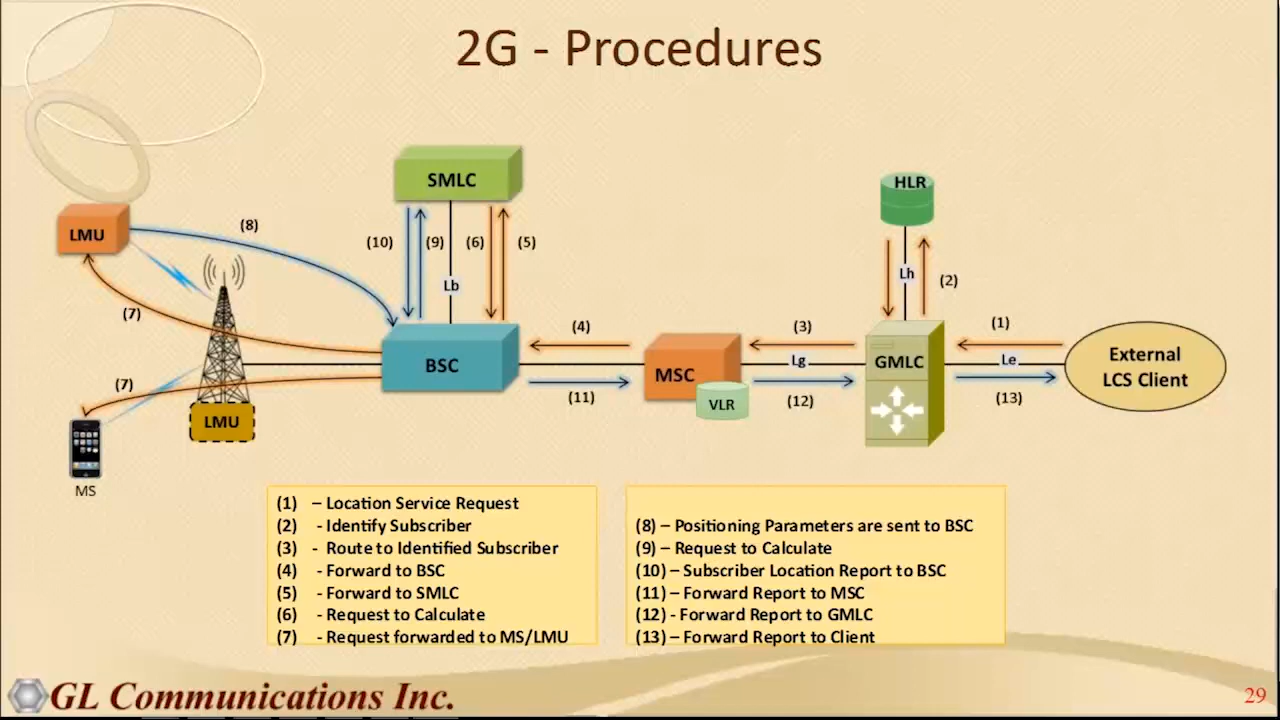 2G - Procedures
SMLC
HLR
LMU
(8)
(10)
(9)
(6)
(5)
Lh
(2)
Lb
(7)
(4)
(3)
(1)
BSC
MSC
VLR
Lg
GMLC
Le
External
LCS Client
(7)
(11)
(12)
(13)
LMU
MS
(1) – Location Service Request
(2) - Identify Subscriber
(3) - Route to Identified Subscriber
(4) - Forward to BSC
(5) - Forward to SMLC
(6) - Request to Calculate
(7) - Request forwarded to MS/LMU
(8) – Positioning Parameters are sent to BSC
(9) – Request to Calculate
(10) – Subscriber Location Report to BSC
(11) – Forward Report to MSC
(12) - Forward Report to GMLC
(13) – Forward Report to Client
GL Communications Inc.
29